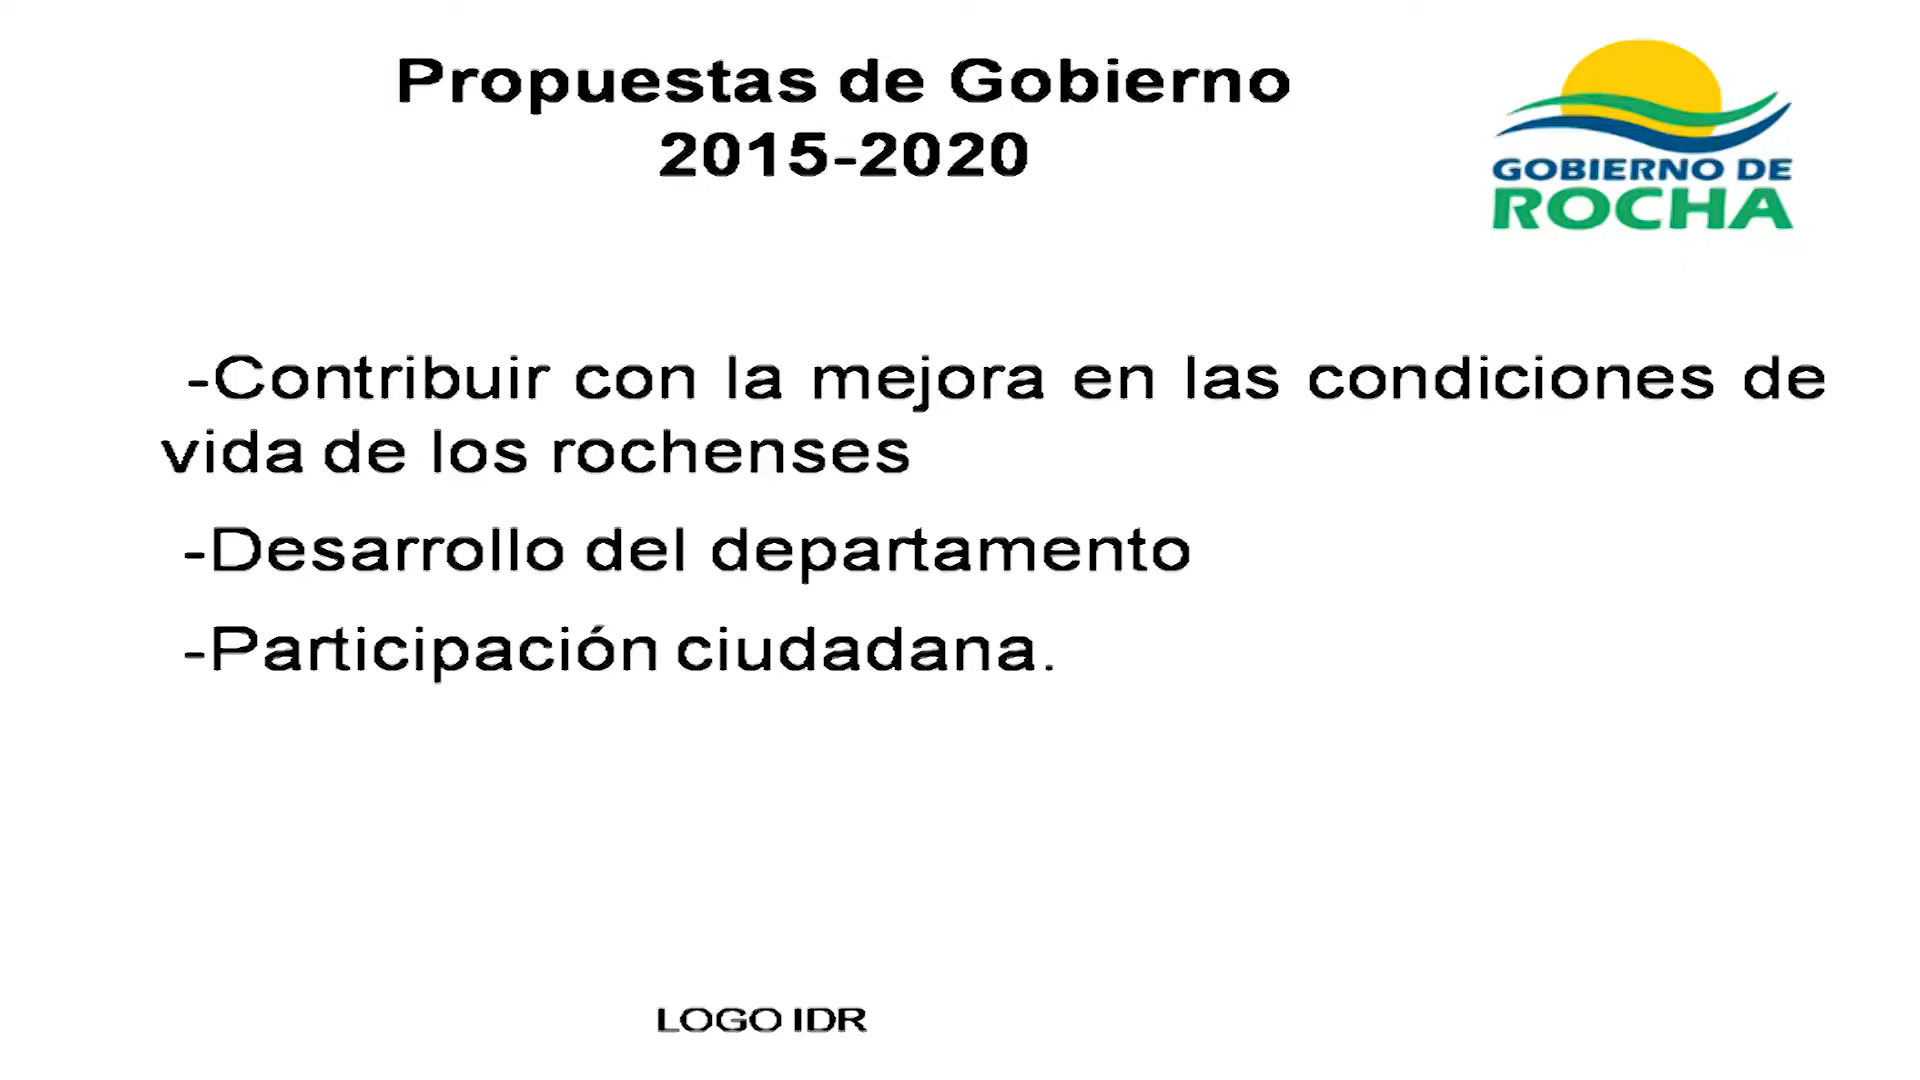 Propuestas de Gobierno
2015-2020
GOBIERNO DE
ROCHA
-Contribuir con la mejora en las condiciones de
vida de los rochenses
-Desarrollo del departamento
-Participación ciudadana.
LOGO IDR